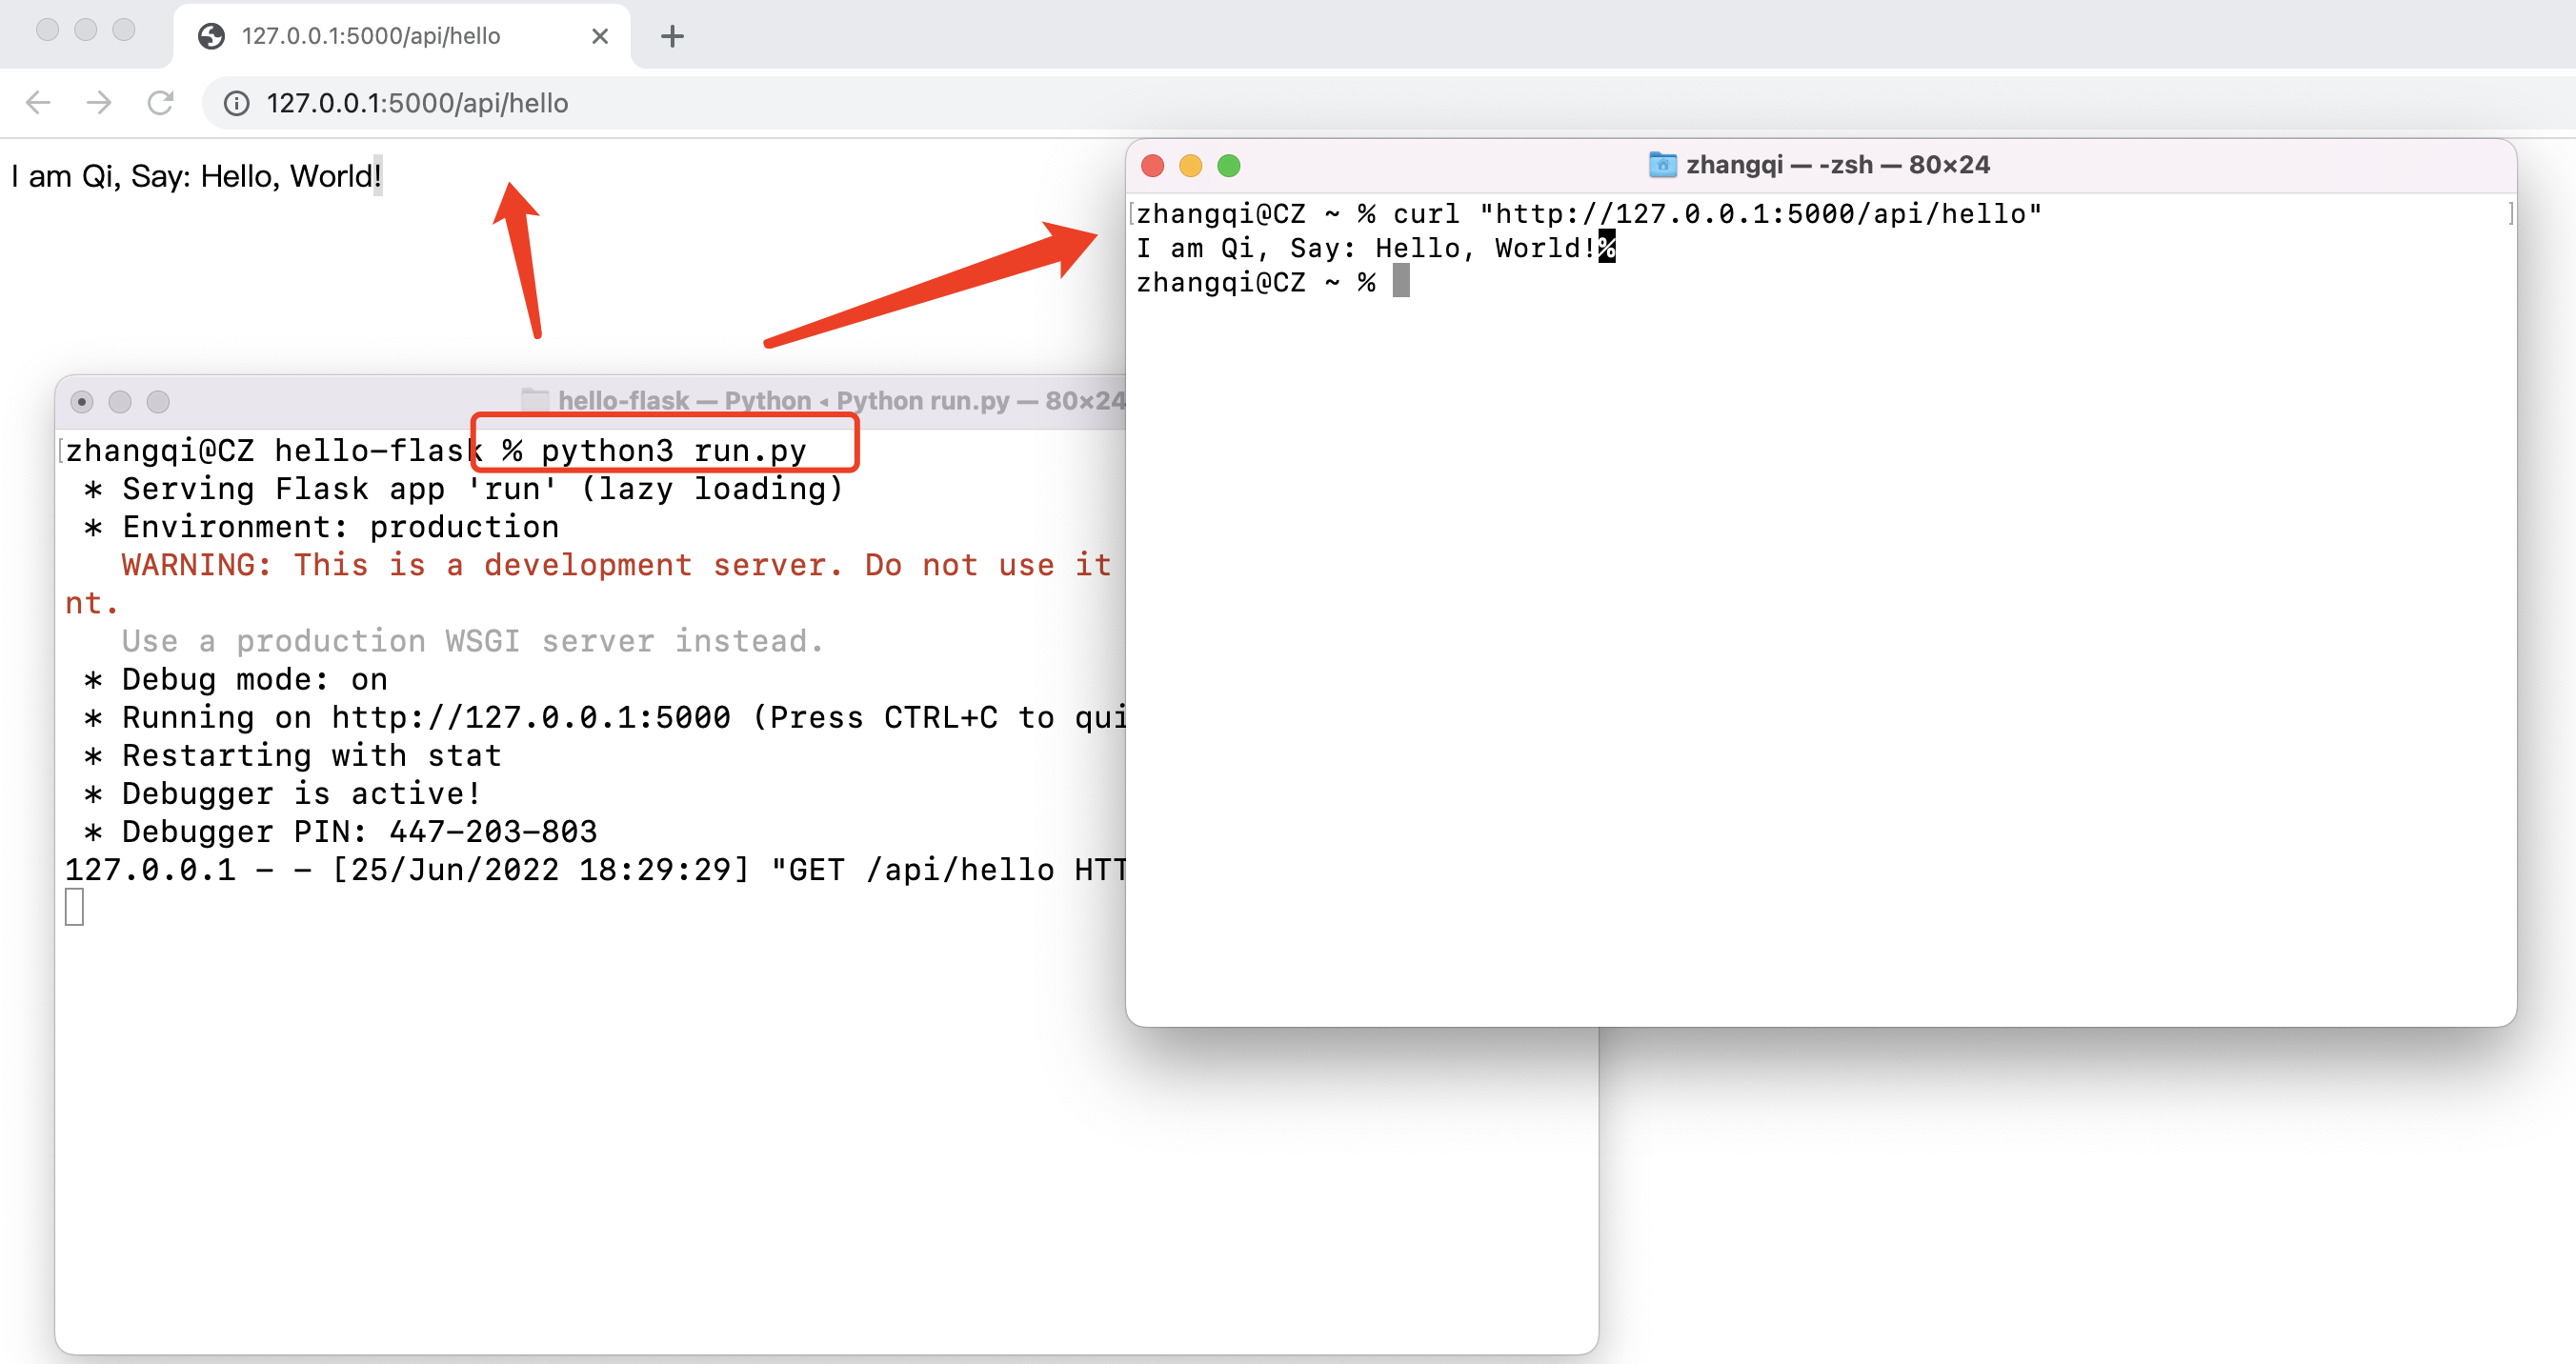 127.0.0.1:5000/api/hello
127.0.0.1:5000/api/hello
I am Qi, Say: Hello, World!
zhangqi — -zsh — 80×24
zhangqi@CZ ~ % curl "http://127.0.0.1:5000/api/hello"
I am Qi, Say: Hello, World!%
zhangqi@CZ ~ %
hello-flask — Python ◂ Python run.py — 80×24
zhangqi@CZ hello-flask % python3 run.py
* Serving Flask app 'run' (lazy loading)
* Environment: production
WARNING: This is a development server. Do not use it
nt.
Use a production WSGI server instead.
* Debug mode: on
* Running on http://127.0.0.1:5000 (Press CTRL+C to qui
* Restarting with stat
* Debugger is active!
* Debugger PIN: 447-203-803
127.0.0.1 - - [25/Jun/2022 18:29:29] "GET /api/hello HTT